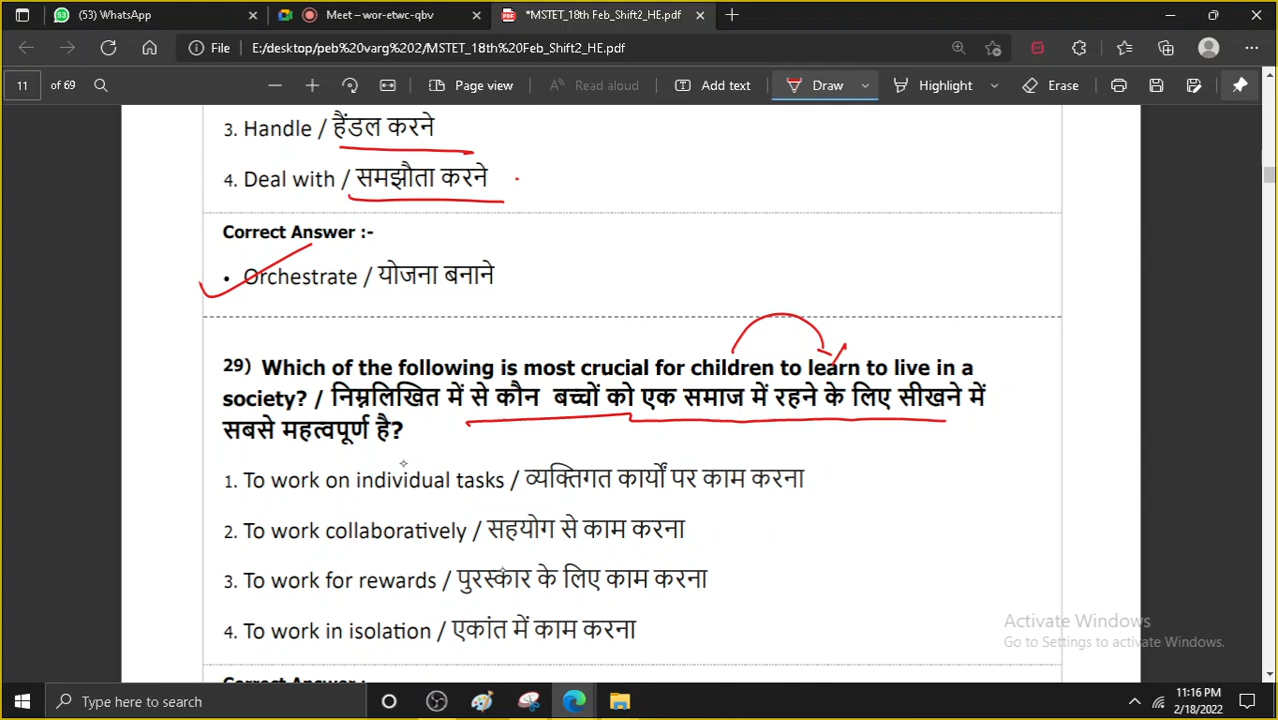 (53) WhatsApp
Meet – wor-etwc-qbv
*MSTET_18th Feb_Shift2_HE.pdf
File
E:/desktop/peb%20varg%202/MSTET_18th%20Feb_Shift2_HE.pdf
11 of 69
Page view
Read aloud
Add text
Draw
Highlight
Erase
3. Handle / हैंडल करने
4. Deal with / समझौता करने
Correct Answer :-
• Orchestrate / योजना बनाने
29) Which of the following is most crucial for children to learn to live in a
society? / निम्नलिखित में से कौन बच्चों को एक समाज में रहने के लिए सीखने में
सबसे महत्वपूर्ण है?
1. To work on individual tasks / व्यक्तिगत कार्यों पर काम करना
2. To work collaboratively / सहयोग से काम करना
3. To work for rewards / पुरस्कार के लिए काम करना
4. To work in isolation / एकांत में काम करना
Activate Windows
Go to Settings to activate Windows.
Correct Answer :-
Type here to search
11:16 PM
2/18/2022